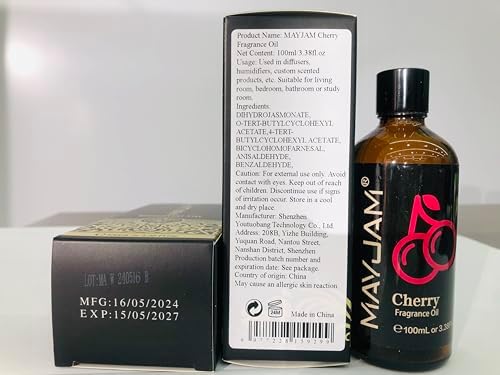 Product Name: MAYJAM Cherry
Fragrance Oil
Net Content: 100ml/3.38fl.oz
Usage: Used in diffusers,
humidifiers, custom scented
products, etc. Suitable for living
room, bedroom, bathroom or study
room.
Ingredients:
DIHYDROJASMONATE,
O-TERT-BUTYLCYCLOHEXYL
ACETATE,4-TERT-
BUTYLCYCLOHEXYL ACETATE,
BICYCLOHOMOFARNESAL,
ANISALDEHYDE,
BENZALDEHYDE,
Caution: For external use only. Avoid
contact with eyes. Keep out of reach
of children. Discontinue use if signs
of irritation occur. Store in a cool
and dry place.
Manufacturer: Shenzhen
Youtuobang Technology Co., Ltd.
Address: 208B, Yizhe Building,
Yuquan Road, Nantou Street,
Nanshan District, Shenzhen
Production batch number and
expiration date: See package.
Country of origin: China
May cause an allergic skin reaction.
24M
Made in China
LOT:MA W 240516 B
MFG:16/05/2024
EXP:15/05/2027
MAYJAM®
Cherry
Fragrance Oil
℮100mL or 3.38